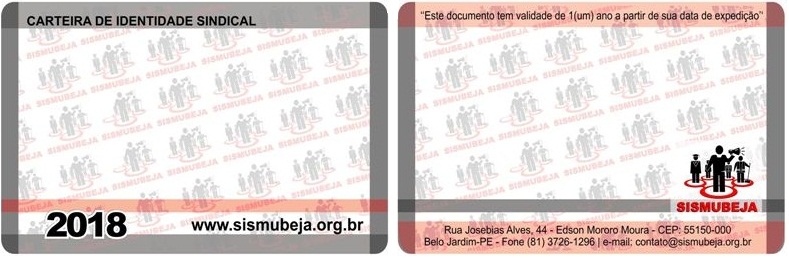 CARTEIRA DE IDENTIDADE SINDICAL
2018
www.sismubeja.org.br
"Este documento tem validade de 1(um) ano a partir de sua data de expedição"
SISMUBEJA
Rua Josebias Alves, 44 - Edson Mororo Moura - CEP: 55150-000
Belo Jardim-PE - Fone (81) 3726-1296 | e-mail: contato@sismubeja.org.br